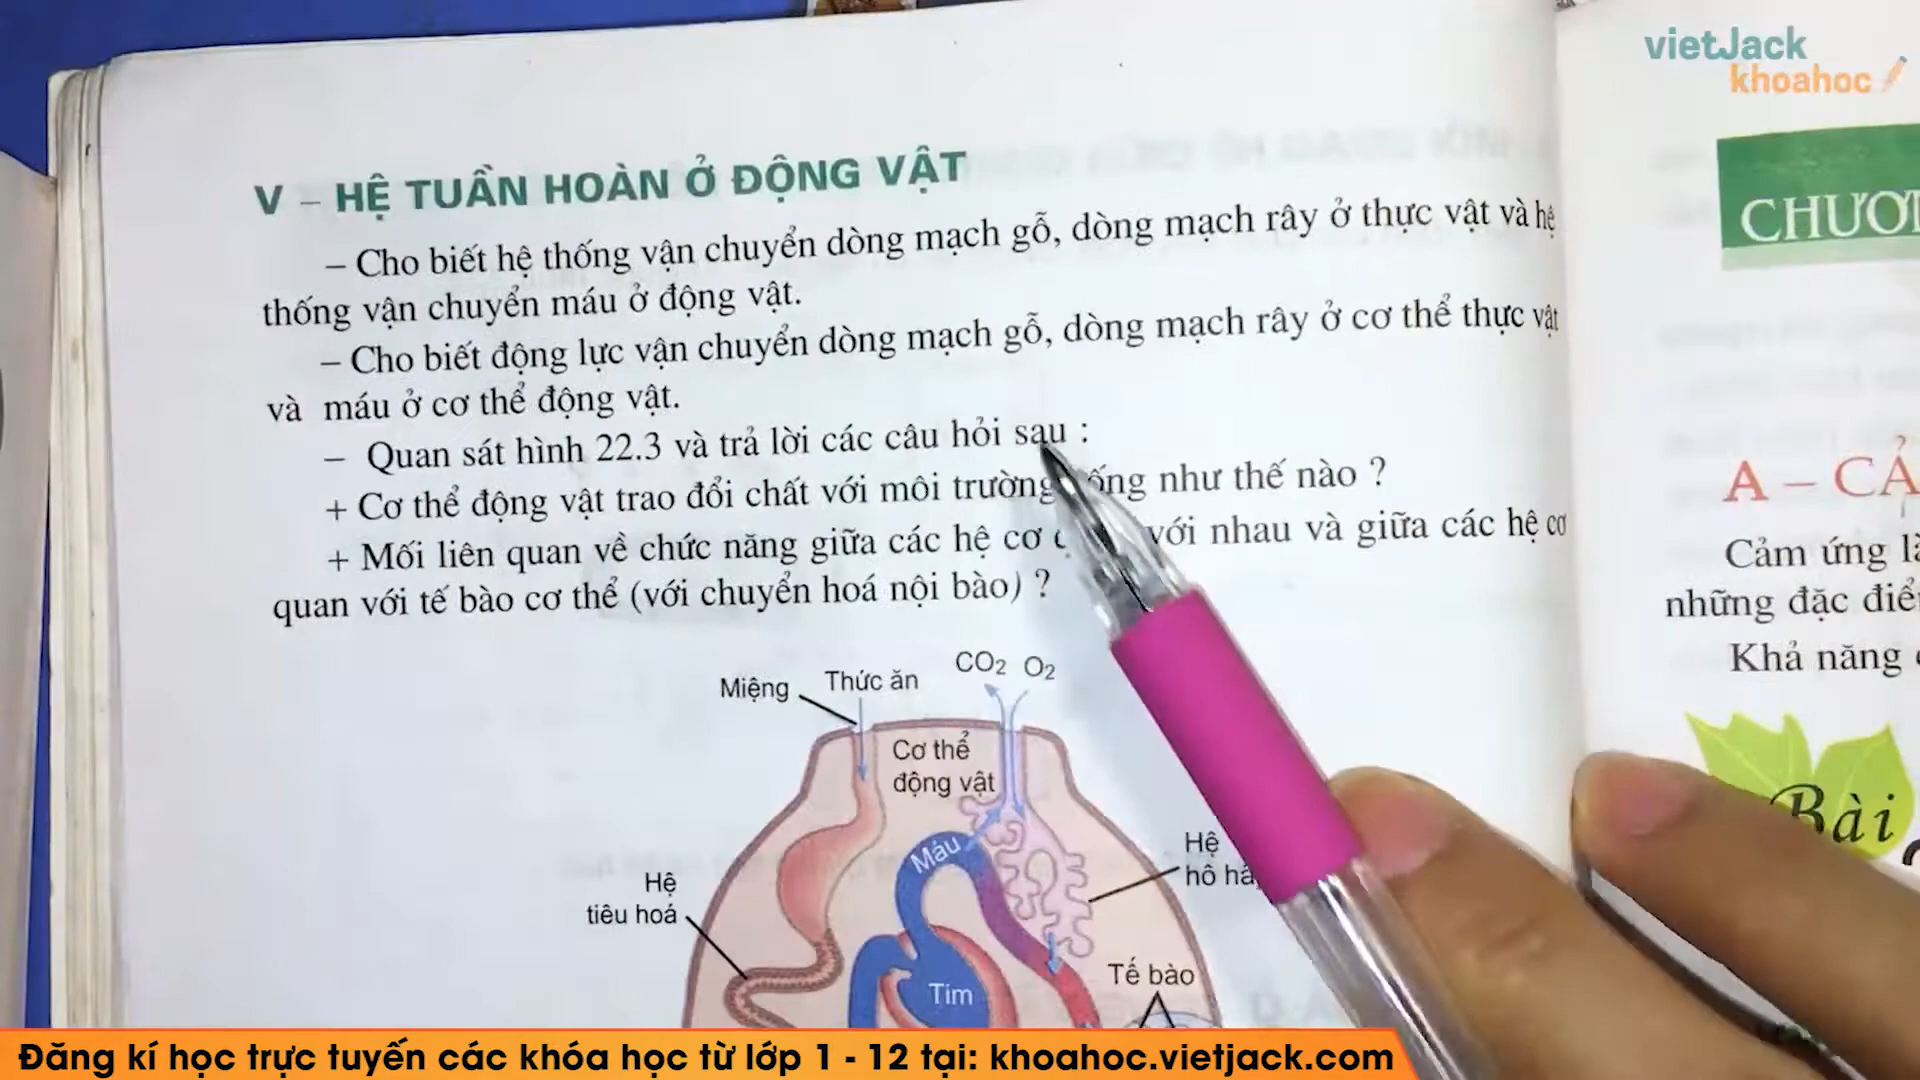 vietJack
khoahoc
V – HỆ TUẦN HOÀN Ở ĐỘNG VẬT
– Cho biết hệ thống vận chuyển dòng mạch gỗ, dòng mạch rây ở thực vật và hệ
thống vận chuyển máu ở động vật.
– Cho biết động lực vận chuyển dòng mạch gỗ, dòng mạch rây ở cơ thể thực vật
và máu ở cơ thể động vật.
– Quan sát hình 22.3 và trả lời các câu hỏi sau :
+ Cơ thể động vật trao đổi chất với môi trường như thế nào ?
+ Mối liên quan về chức năng giữa các hệ cơ với nhau và giữa các hệ cơ
quan với tế bào cơ thể (với chuyển hoá nội bào) ?
Miệng Thức ăn CO2 O2
Cơ thể
động vật
Máu
Hệ
hô
Hệ
tiêu hoá
Tế bào
Tim
A – CẢ
Cảm ứng
những đặc
Khả năng
Bài
Đăng kí học trực tuyến các khóa học từ lớp 1 - 12 tại: khoahoc.vietjack.com